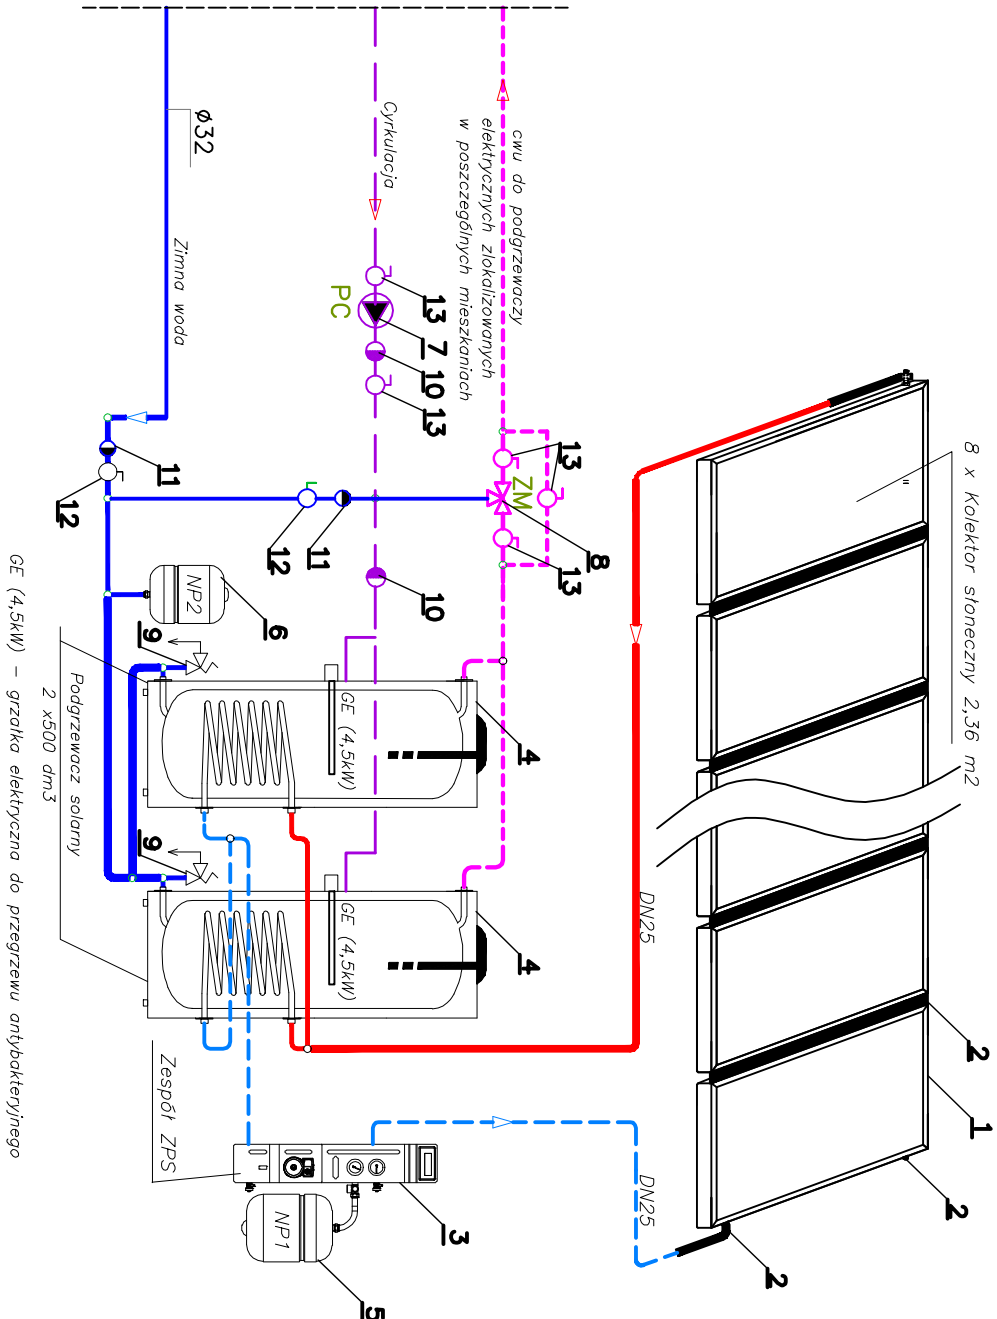 8 x Kolektor słoneczny 2,36 m2
cwu do podgrzewaczy
elektrycznych zlokalizowanych
w poszczególnych mieszkaniach
Cyrkulacja
ø32
Zimna woda
PC
13
7
10
13
13
ZM
8
13
11
12
11
12
10
NP2
6
9
9
GE (4,5kW)
GE (4,5kW)
4
4
Podgrzewacz solarny
2 x500 dm3
GE (4,5kW) – grzałka elektryczna do przegrzewu antybakteryjnego
DN25
DN25
Zespół ZPS
NP1
3
5
2
1
2
2